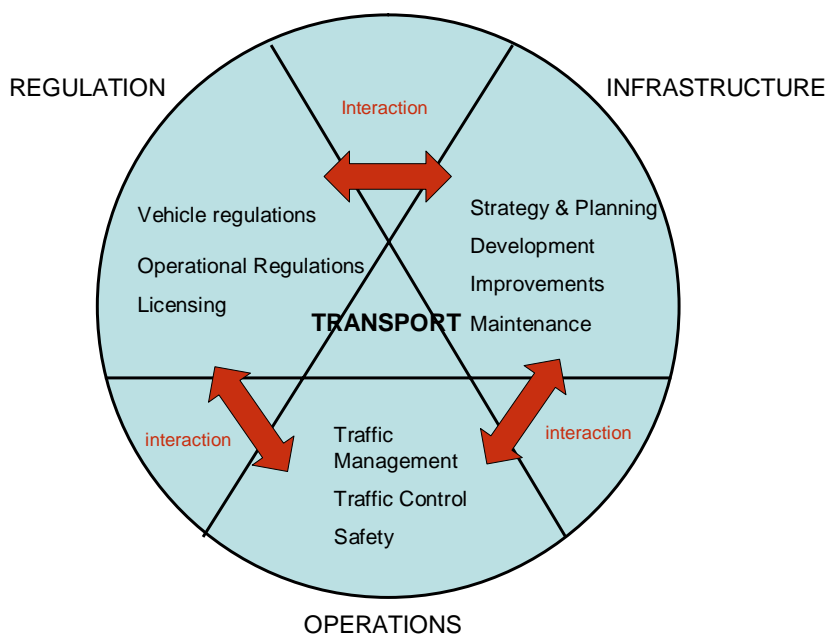 REGULATION
INFRASTRUCTURE
Interaction
Vehicle regulations
Operational Regulations
Licensing
Strategy & Planning
Development
Improvements
Maintenance
TRANSPORT
interaction
interaction
Traffic
Management
Traffic Control
Safety
OPERATIONS